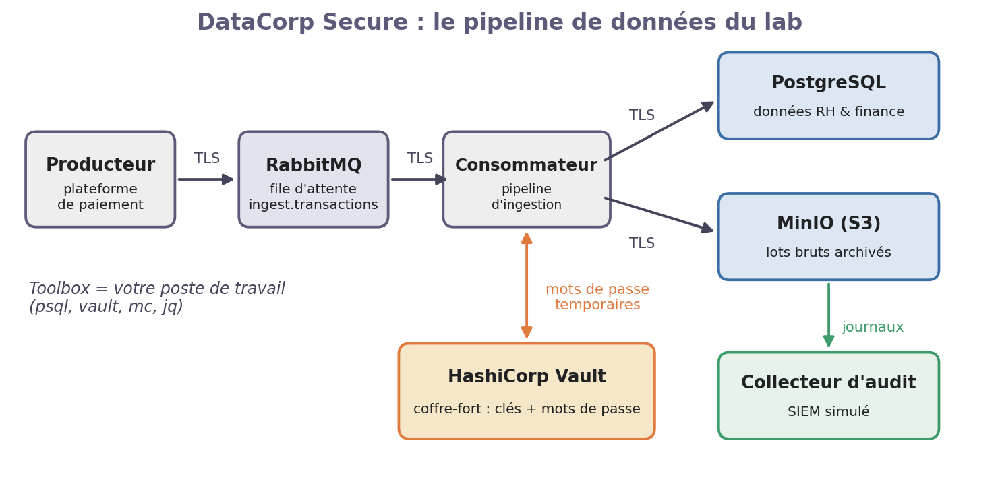 DataCorp Secure : le pipeline de données du lab
Producteur
plateforme
de paiement
TLS
RabbitMQ
file d'attente
ingest.transactions
TLS
Consommateur
pipeline
d'ingestion
TLS
PostgreSQL
données RH & finance
TLS
MinIO (S3)
lots bruts archivés
Toolbox = votre poste de travail
(psql, vault, mc, jq)
mots de passe
temporaires
journaux
HashiCorp Vault
coffre-fort : clés + mots de passe
Collecteur d'audit
SIEM simulé